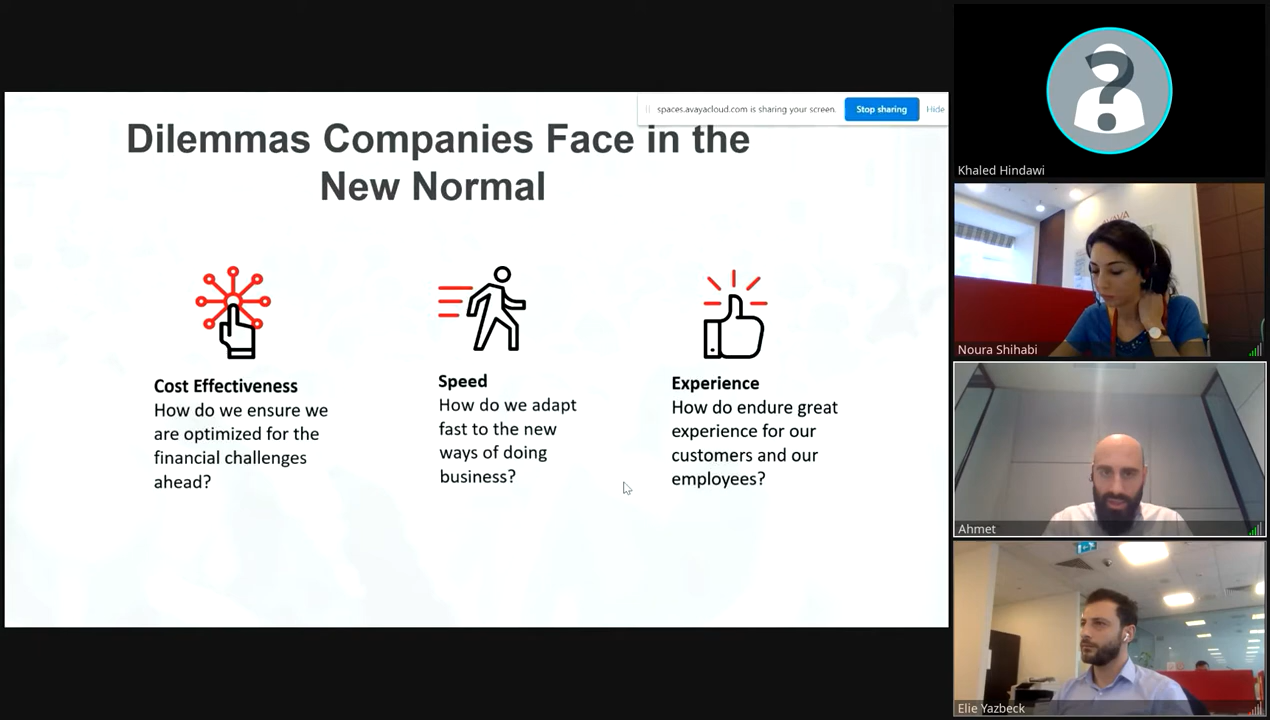 spaces.avayacloud.com is sharing your screen.
Stop sharing
Hide
Dilemmas Companies Face in the
New Normal
Cost Effectiveness
How do we ensure we
are optimized for the
financial challenges
ahead?
Speed
How do we adapt
fast to the new
ways of doing
business?
Experience
How do endure great
experience for our
customers and our
employees?
?
Khaled Hindawi
AVAYA
Noura Shihabi
Ahmet
Elie Yazbeck